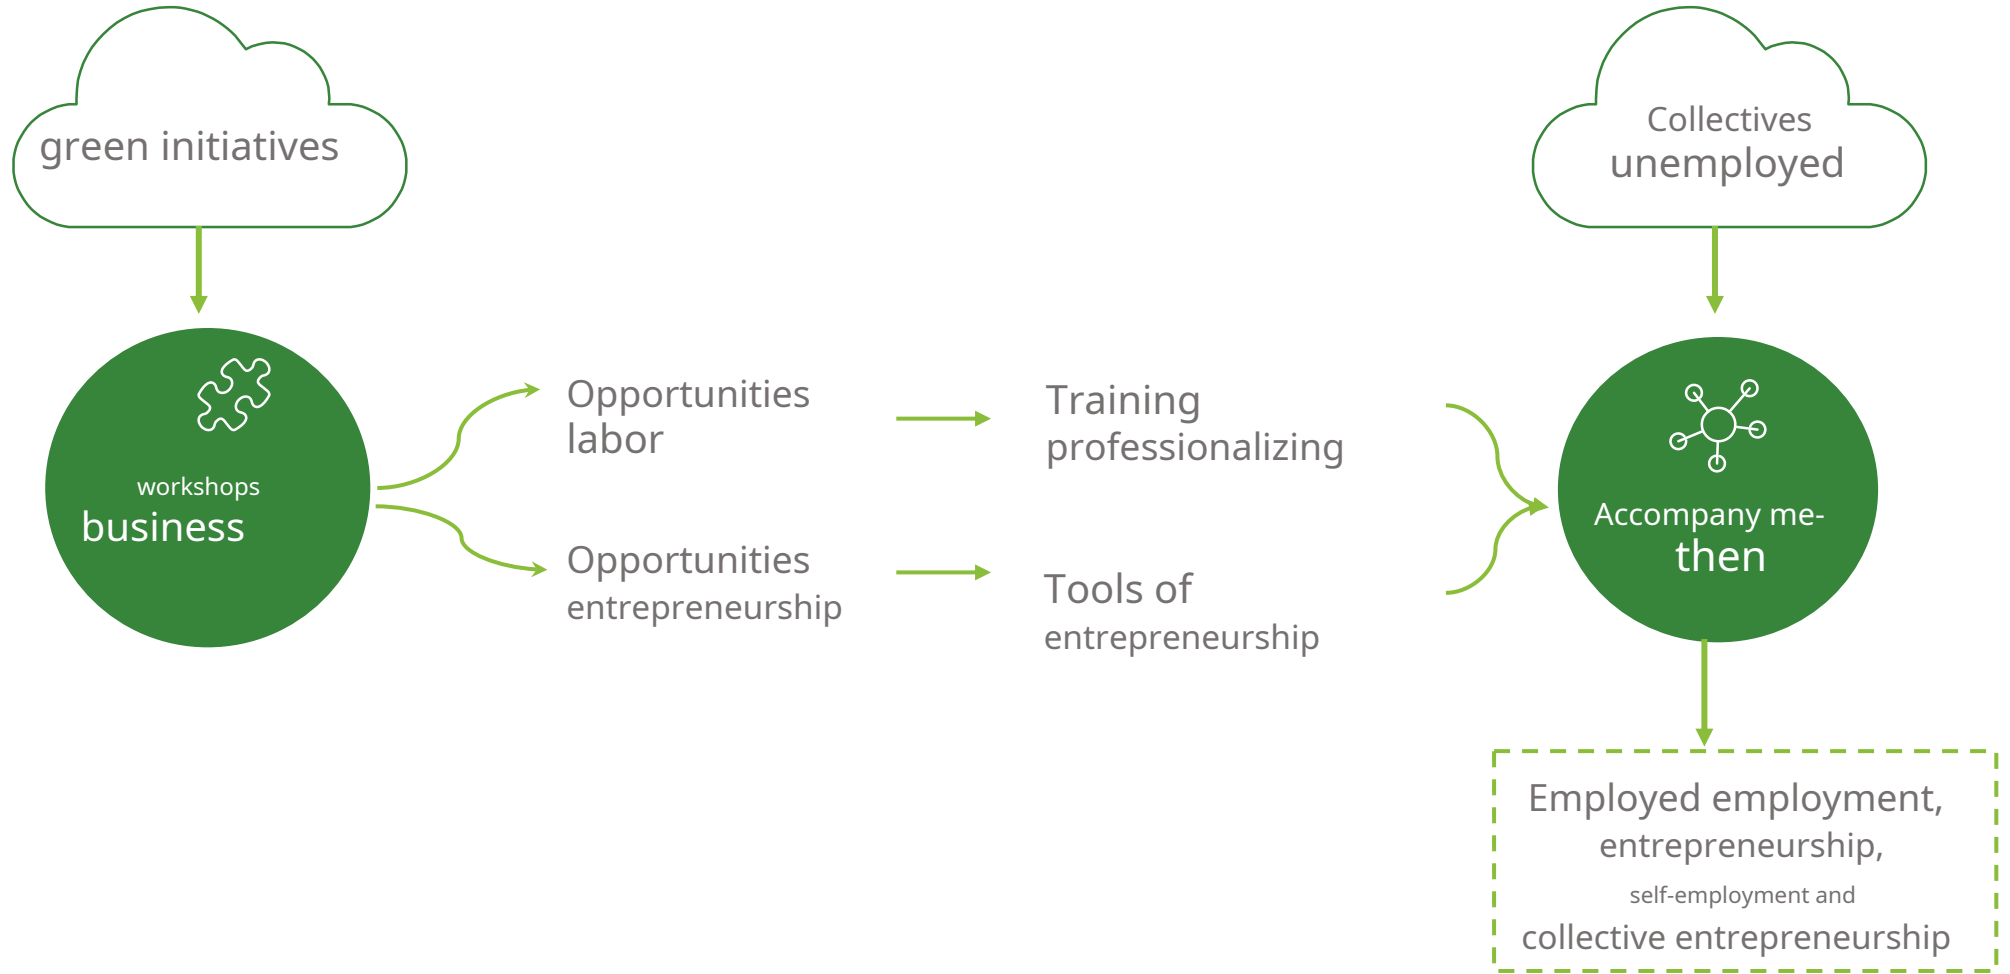 green initiatives
Collectives
unemployed
workshops
business
Opportunities
labor
Training
professionalizing
Opportunities
entrepreneurship
Tools of
entrepreneurship
Accompany me-
then
Employed employment,
entrepreneurship,
self-employment and
collective entrepreneurship